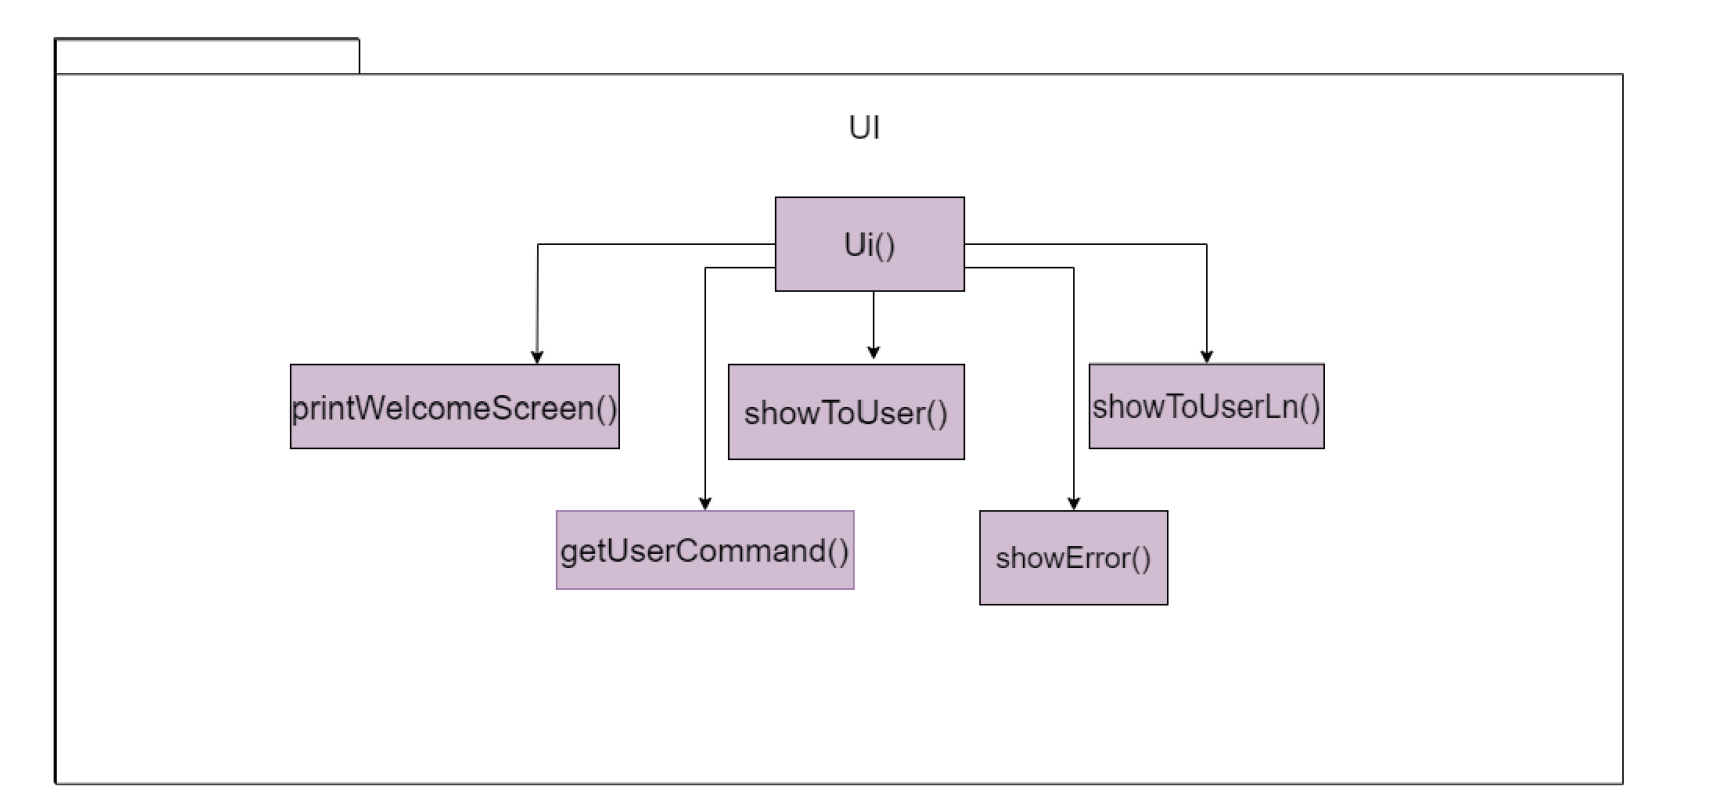 UI
Ui()
printWelcomeScreen()
showToUser()
showToUserLn()
getUserCommand()
showError()